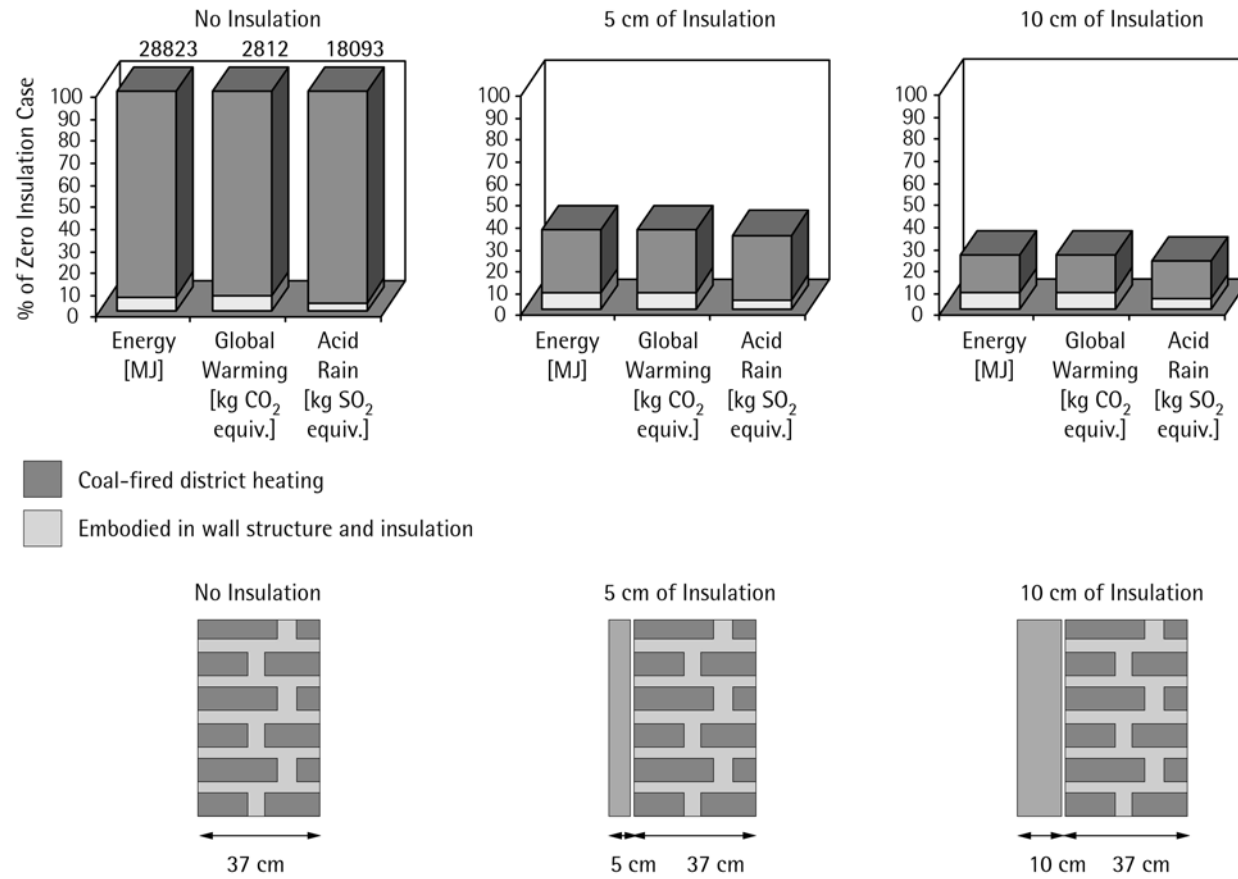 No Insulation
28823 2812 18093
% of Zero Insulation Case
100
90
80
70
60
50
40
30
20
10
0
Energy
[MJ]
Global
Warming
[kg CO₂
equiv.]
Acid
Rain
[kg SO₂
equiv.]
5 cm of Insulation
100
90
80
70
60
50
40
30
20
10
0
Energy
[MJ]
Global
Warming
[kg CO₂
equiv.]
Acid
Rain
[kg SO₂
equiv.]
10 cm of Insulation
100
90
80
70
60
50
40
30
20
10
0
Energy
[MJ]
Global
Warming
[kg CO₂
equiv.]
Acid
Rain
[kg SO₂
equiv.]
Coal-fired district heating
Embodied in wall structure and insulation
No Insulation
37 cm
5 cm of Insulation
5 cm 37 cm
10 cm of Insulation
10 cm 37 cm